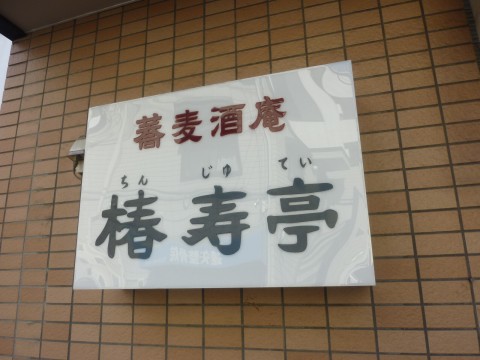 蕎麦酒庵
ちん じゅ てい
椿寿亭